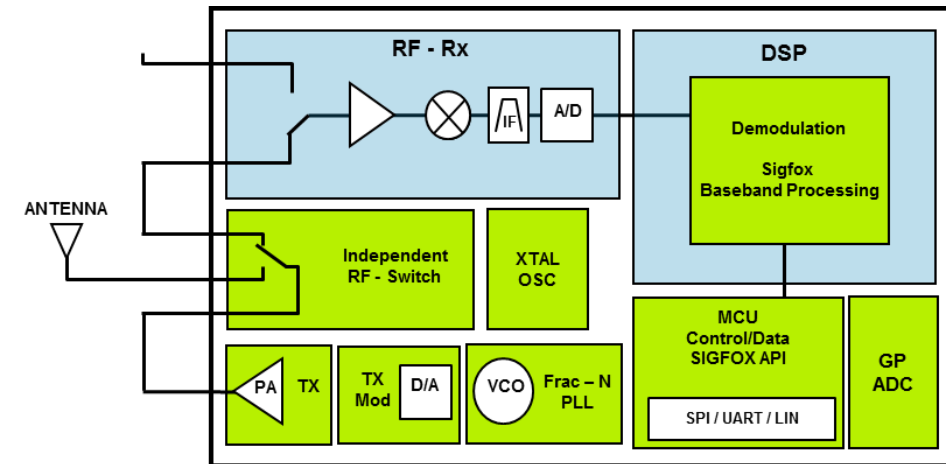 RF - Rx
IF
A/D
DSP
Demodulation
Sigfox
Baseband Processing
ANTENNA
Independent
RF - Switch
XTAL
OSC
MCU
Control/Data
SIGFOX API
SPI / UART / LIN
GP
ADC
PA
TX
TX
Mod
D/A
VCO
Frac – N
PLL